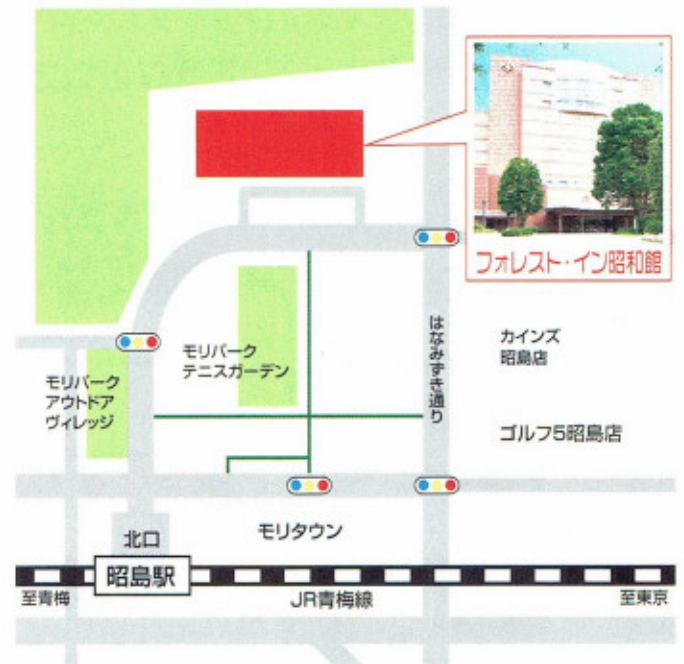 フォレスト・イン昭和館
はなみずき通り
カインズ
昭島店
モリパーク
テニスガーデン
モリパーク
アウトドア
ヴィレッジ
ゴルフ5昭島店
モリタウン
北口
昭島駅
至青梅
JR青梅線
至東京